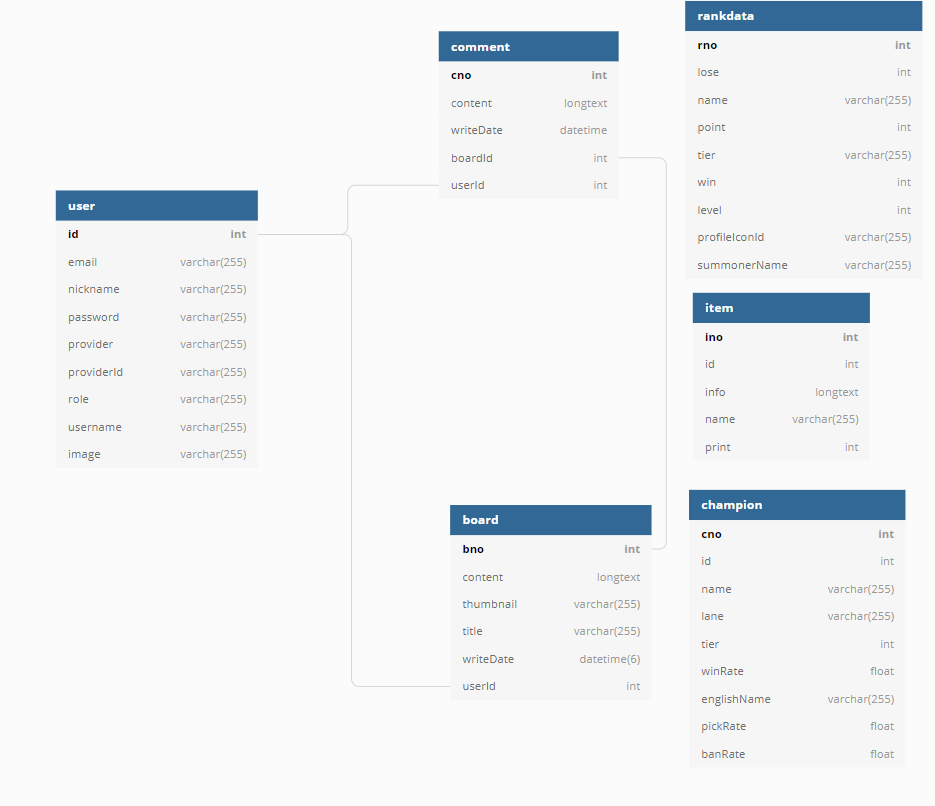 user
id int
email varchar(255)
nickname varchar(255)
password varchar(255)
provider varchar(255)
providerId varchar(255)
role varchar(255)
username varchar(255)
image varchar(255)
comment
cno int
content longtext
writeDate datetime
boardId int
userId int
board
bno int
content longtext
thumbnail varchar(255)
title varchar(255)
writeDate datetime(6)
userId int
rankdata
rno int
lose int
name varchar(255)
point int
tier varchar(255)
win int
level int
profileIconId varchar(255)
summonerName varchar(255)
item
ino int
id int
info longtext
name varchar(255)
print int
champion
cno int
id int
name varchar(255)
lane varchar(255)
tier int
winRate float
englishName varchar(255)
pickRate float
banRate float